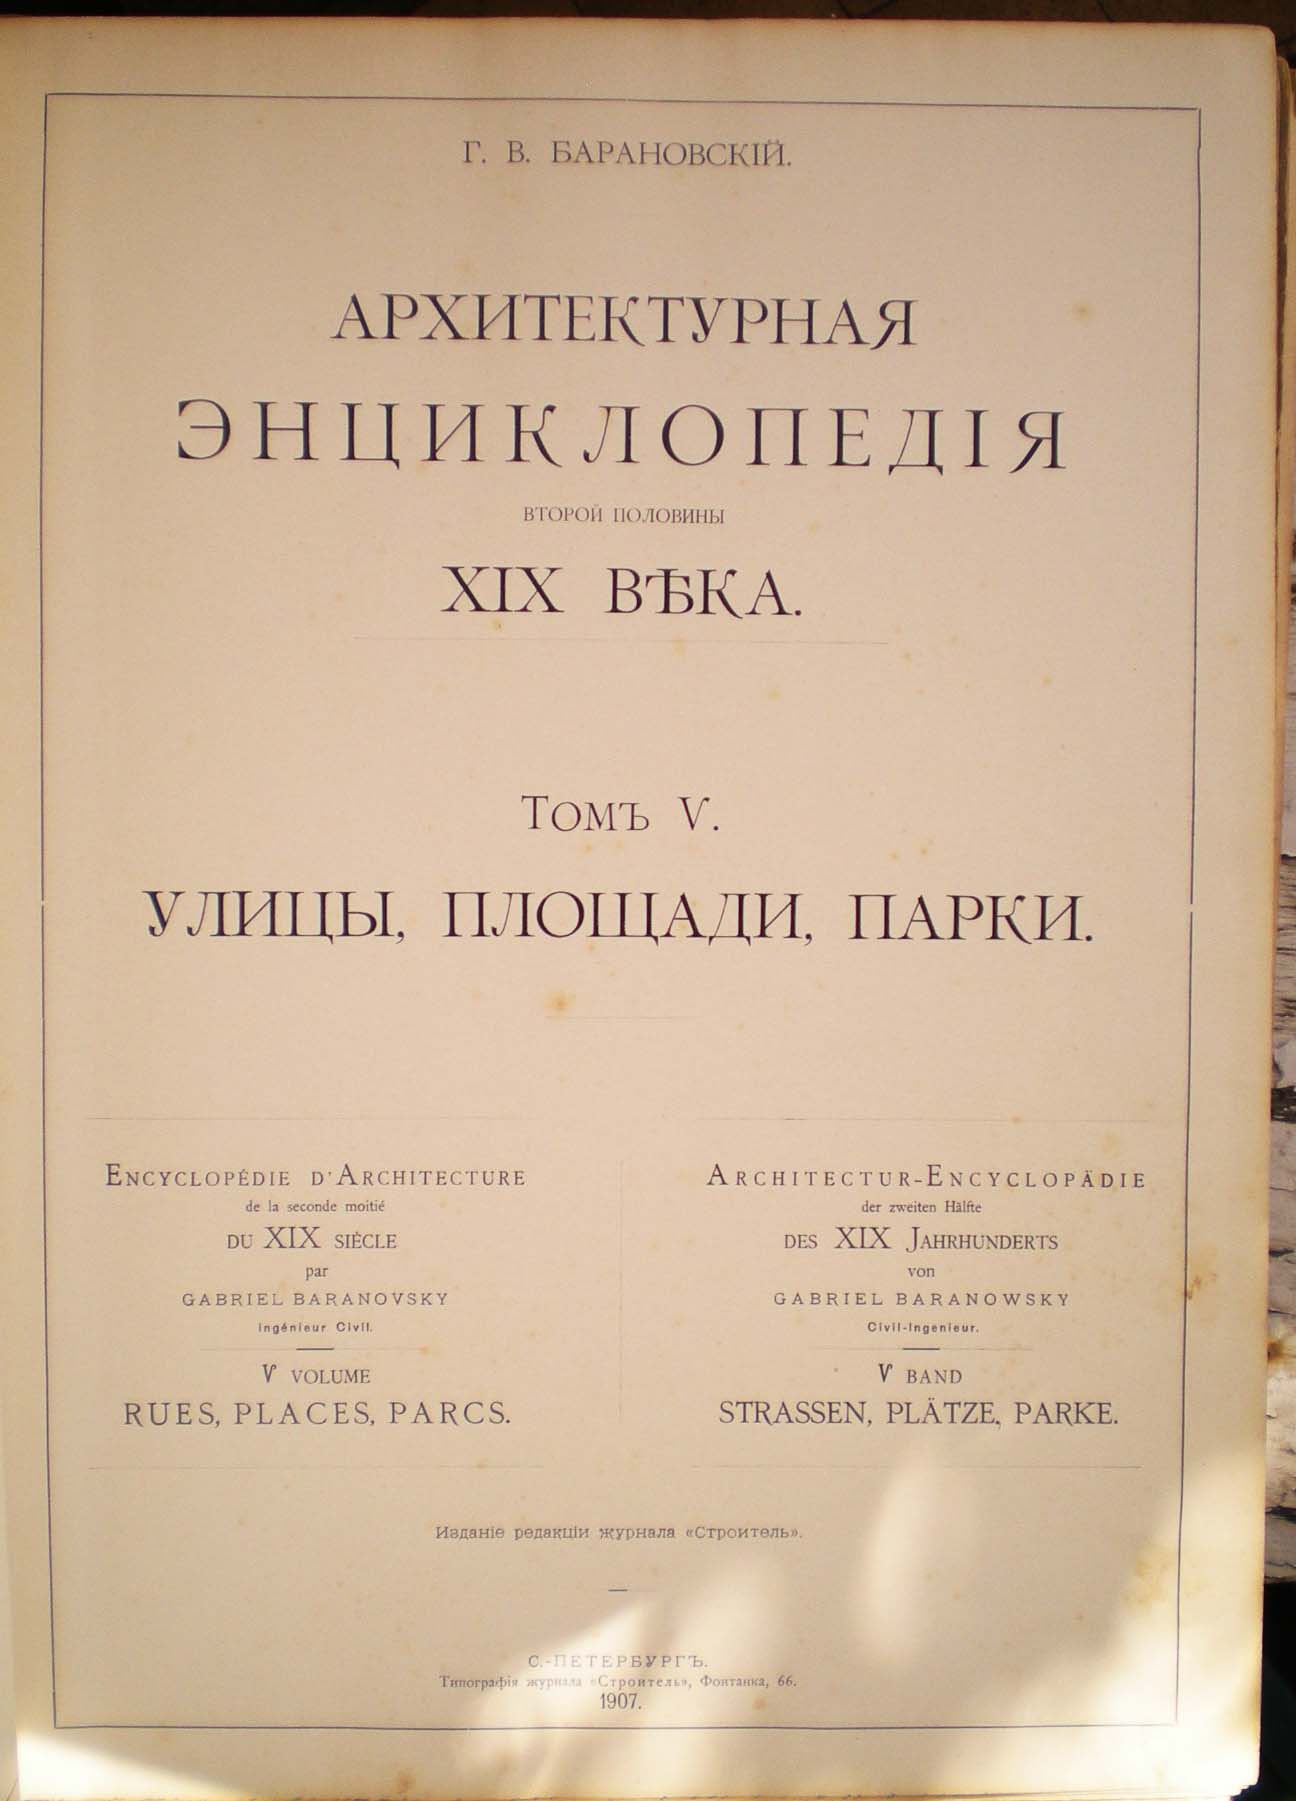 Г. В. БАРАНОВСКІЙ.
АРХИТЕКТУРНАЯ
ЭНЦИКЛОПЕДІЯ
ВТОРОЙ ПОЛОВИНЫ
XIX ВѢКА.
Томъ V.
УЛИЦЫ, ПЛОЩАДИ, ПАРКИ.
ENCYCLOPÉDIE D'ARCHITECTURE
de la seconde moitié
DU XIX SIÈCLE
par
GABRIEL BARANOVSKY
Ingénieur Civil.
V VOLUME
RUES, PLACES, PARCS.
ARCHITECTUR-ENCYCLOPÄDIE
der zweiten Hälfte
DES XIX JAHRHUNDERTS
von
GABRIEL BARANOWSKY
Civil-Ingenieur.
V BAND
STRASSEN, PLÄTZE, PARKE.
Изданіе редакціи журнала «Строитель».
С.-ПЕТЕРБУРГЪ.
Типографія журнала «Строитель», Фонтанка, 66.
1907.